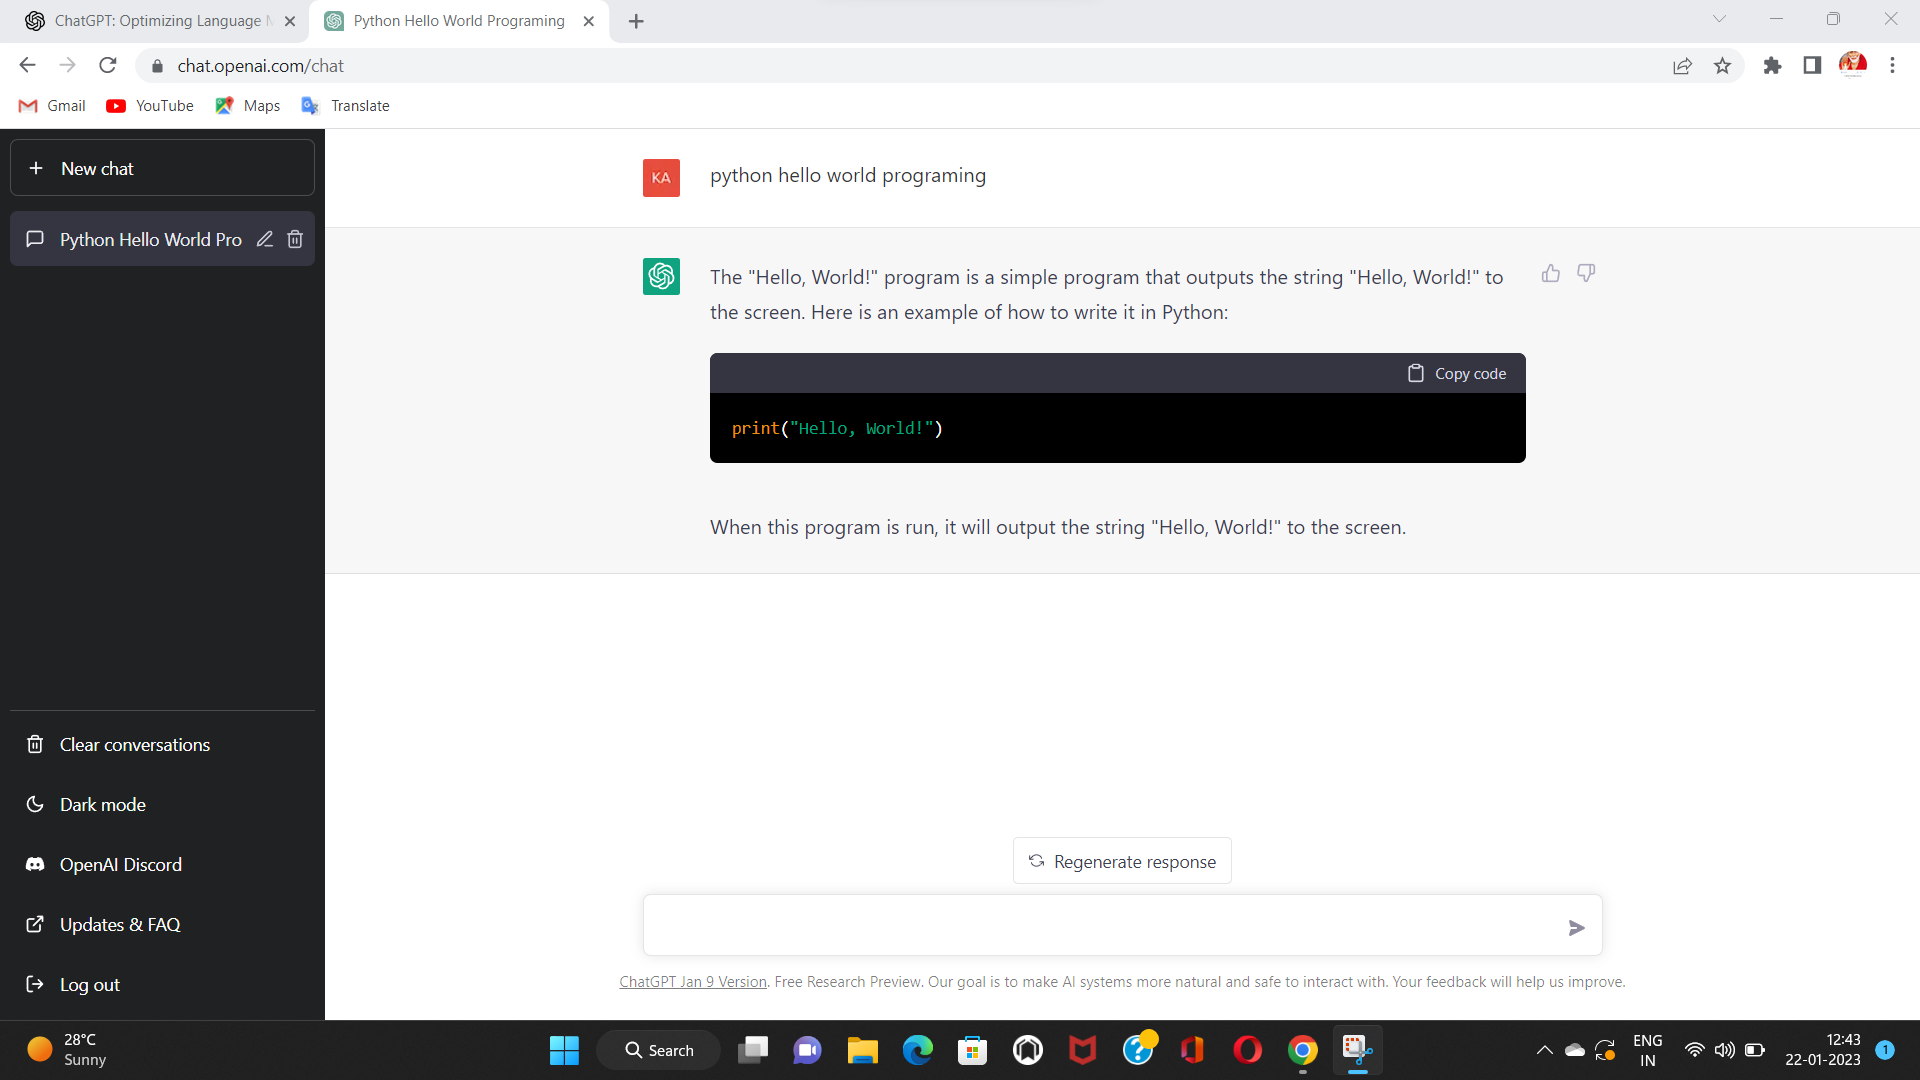 ChatGPT: Optimizing Language
Python Hello World Programing
chat.openai.com/chat
Gmail
YouTube
Maps
Translate
New chat
Python Hello World Pro
KA
python hello world programing
The "Hello, World!" program is a simple program that outputs the string "Hello, World!" to
the screen. Here is an example of how to write it in Python:
Copy code
print("Hello, World!")
When this program is run, it will output the string "Hello, World!" to the screen.
Clear conversations
Dark mode
OpenAI Discord
Updates & FAQ
Log out
Regenerate response
ChatGPT Jan 9 Version. Free Research Preview. Our goal is to make AI systems more natural and safe to interact with. Your feedback will help us improve.
28°C
Sunny
Search
ENG
IN
12:43
22-01-2023
1